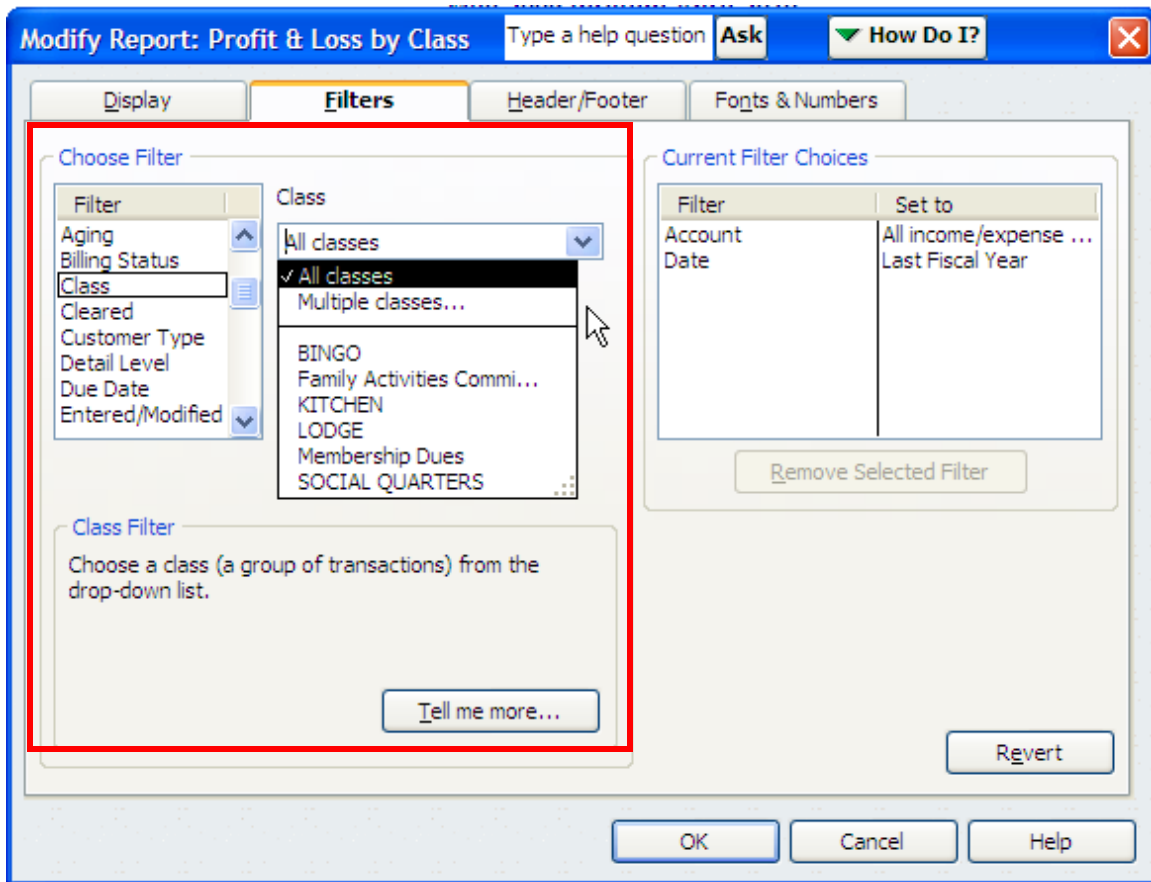 Modify Report: Profit & Loss by Class
Type a help question
Ask
How Do I?
Display
Filters
Header/Footer
Fonts & Numbers
Choose Filter
Filter
Aging
Billing Status
Class
Cleared
Customer Type
Detail Level
Due Date
Entered/Modified
Class
All classes
✓ All classes
Multiple classes...
BINGO
Family Activities Commi...
KITCHEN
LODGE
Membership Dues
SOCIAL QUARTERS
Class Filter
Choose a class (a group of transactions) from the
drop-down list.
Tell me more...
Current Filter Choices
Filter Set to
Account All income/expense ...
Date Last Fiscal Year
Remove Selected Filter
Revert
OK
Cancel
Help